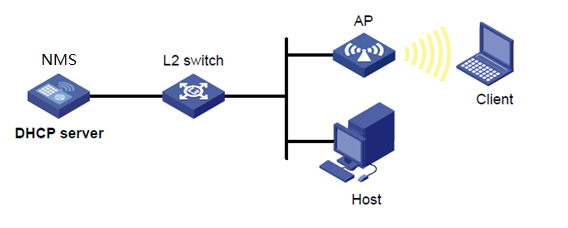 NMS
DHCP server
L2 switch
AP
Client
Host